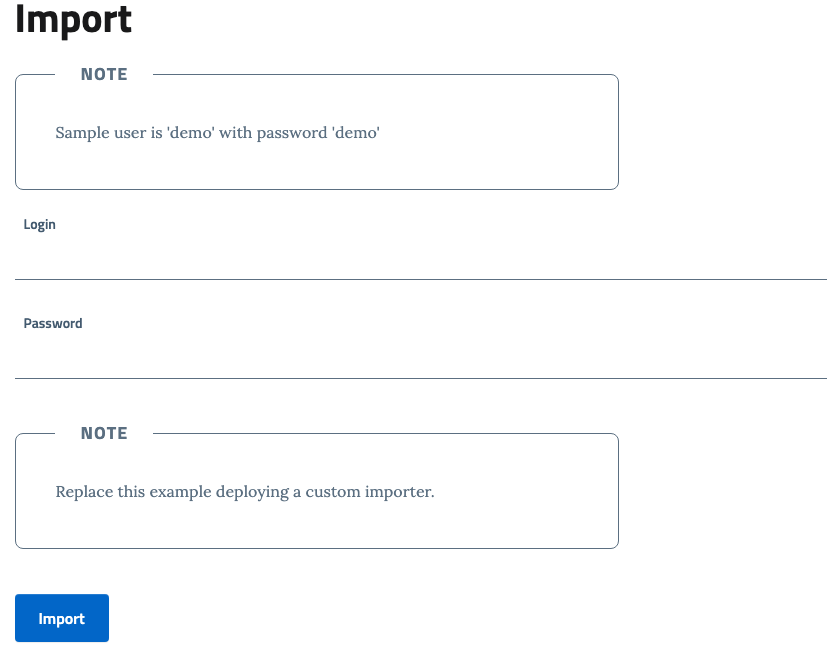 Import
NOTE
Sample user is 'demo' with password 'demo'
Login
Password
NOTE
Replace this example deploying a custom importer.
Import